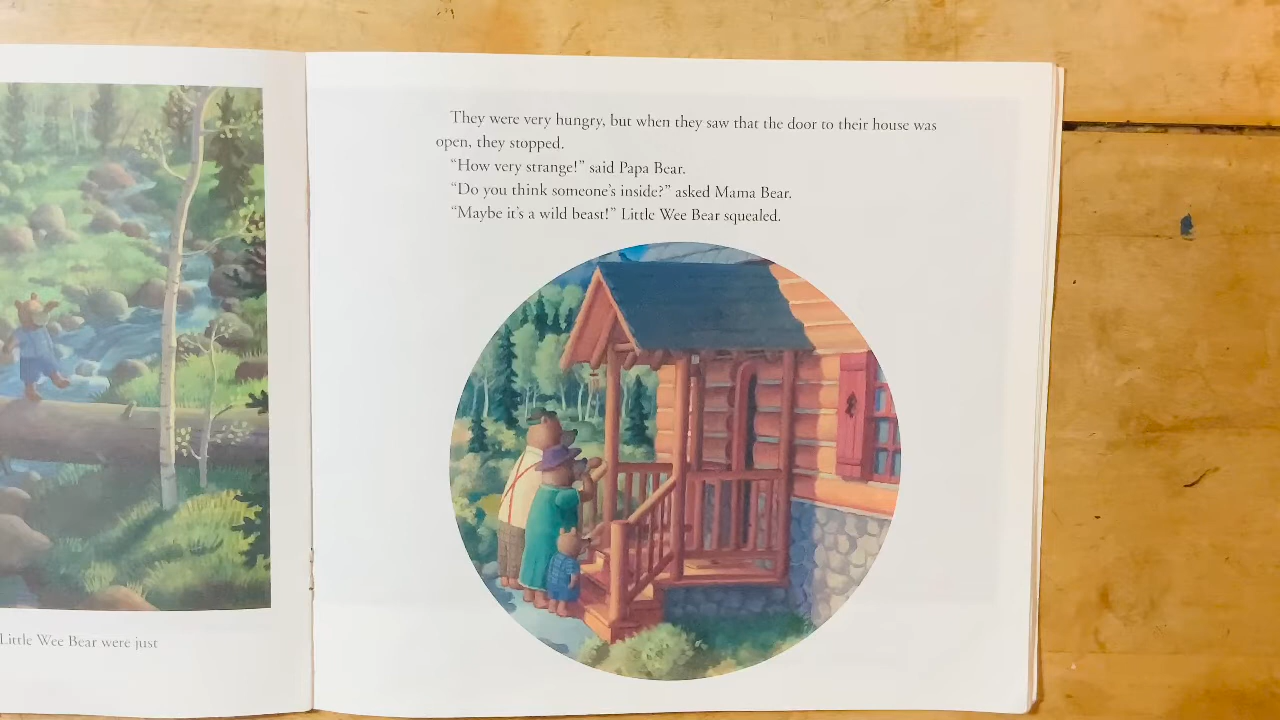 Little Wee Bear were just
They were very hungry, but when they saw that the door to their house was
open, they stopped.
“How very strange!” said Papa Bear.
“Do you think someone’s inside?” asked Mama Bear.
“Maybe it’s a wild beast!” Little Wee Bear squealed.